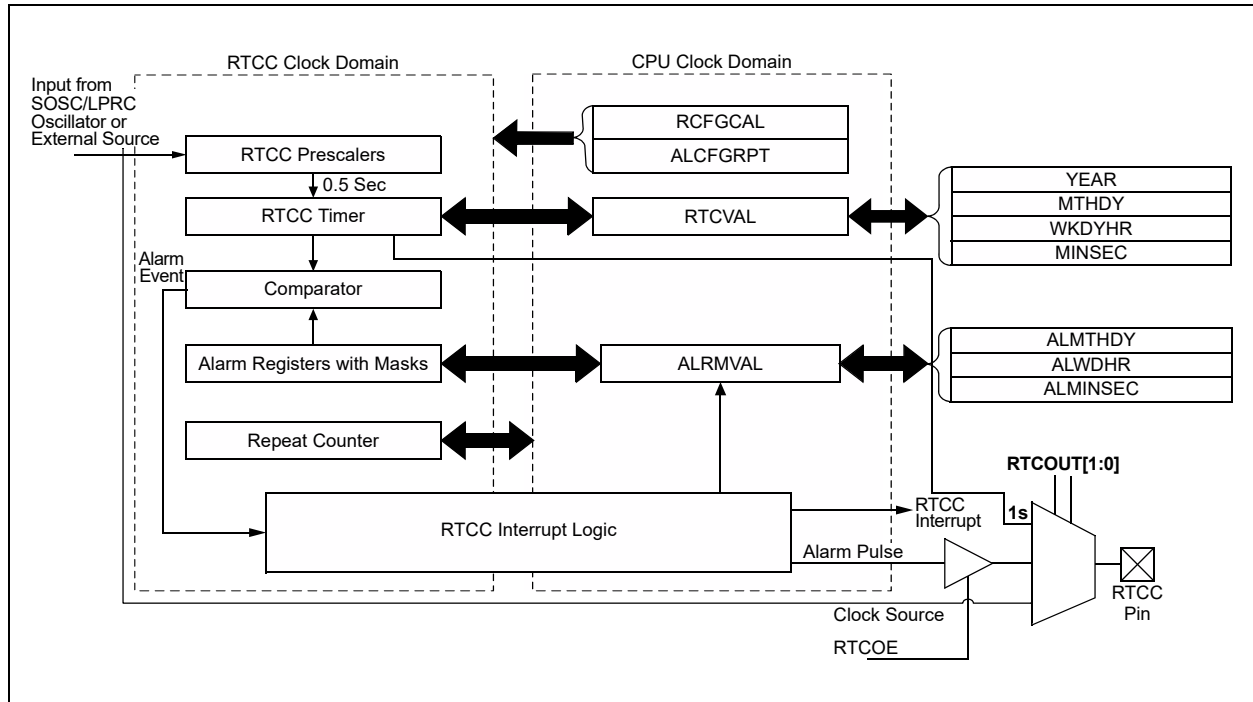 RTCC Clock Domain
CPU Clock Domain
Input from
SOSC/LPRC
Oscillator or
External Source
RCFGCAL
ALCFGRPT
RTCC Prescalers
0.5 Sec
YEAR
MTHDY
WKDYHR
MINSEC
RTCC Timer
RTCVAL
Alarm
Event
Comparator
ALMTHDY
ALWDHR
ALMINSEC
Alarm Registers with Masks
ALRMVAL
Repeat Counter
RTCOUT[1:0]
RTCC Interrupt Logic
RTCC
Interrupt
1s
Alarm Pulse
RTCC
Pin
Clock Source
RTCOE